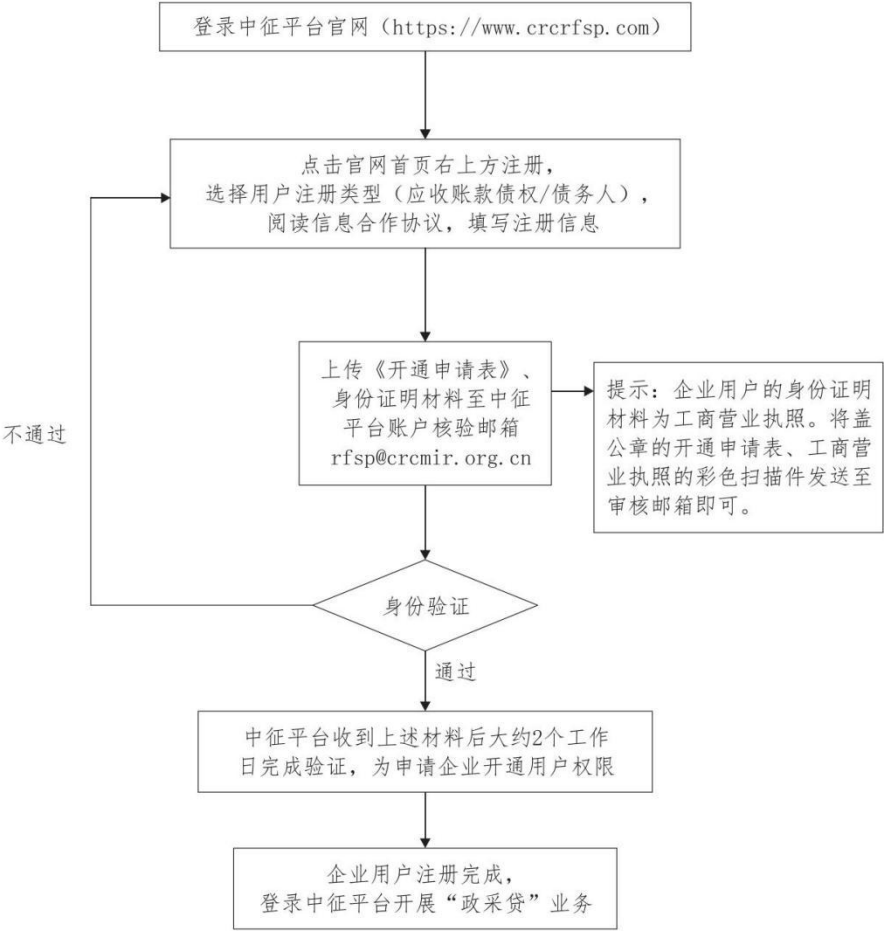 登录中征平台官网（https://www.crcrfsp.com）
点击官网首页右上方注册，
选择用户注册类型（应收账款债权/债务人），
阅读信息合作协议，填写注册信息
上传《开通申请表》、
身份证明材料至中征
平台账户核验邮箱
rfsp@crcmir.org.cn
提示：企业用户的身份证明
材料为工商营业执照。将盖
公章的开通申请表、工商营
业执照的彩色扫描件发送至
审核邮箱即可。
不通过
身份验证
通过
中征平台收到上述材料后大约2个工作
日完成验证，为申请企业开通用户权限
企业用户注册完成，
登录中征平台开展“政采贷”业务